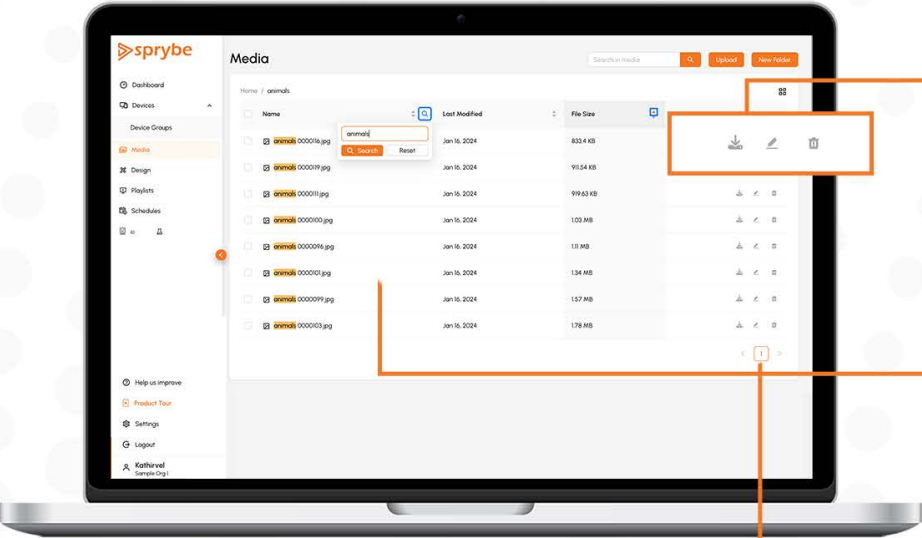 sprybe
Media
Search in media
Upload
New Folder
Dashboard
Devices
Device Groups
Media
Design
Playlists
Schedules
Home / animals
Name
Last Modified
File Size
animals
Search
Reset
animals 0000116.jpg Jan 16, 2024 833.4 KB
animals 0000119.jpg Jan 16, 2024 911.54 KB
animals 0000111.jpg Jan 16, 2024 919.63 KB
animals 0000100.jpg Jan 16, 2024 1.03 MB
animals 0000096.jpg Jan 16, 2024 1.11 MB
animals 0000101.jpg Jan 16, 2024 1.34 MB
animals 0000099.jpg Jan 16, 2024 1.57 MB
animals 0000103.jpg Jan 16, 2024 1.78 MB
< 1 >
Help us improve
Product Tour
Settings
Logout
Kathirvel
Sample Org 1